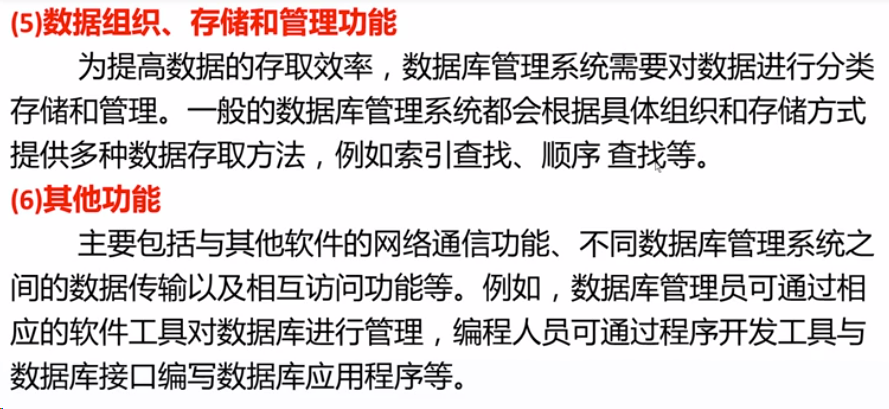 (5)数据组织、存储和管理功能
为提高数据的存取效率，数据库管理系统需要对数据进行分类
存储和管理。一般的数据库管理系统都会根据具体组织和存储方式
提供多种数据存取方法，例如索引查找、顺序 查找等。
(6)其他功能
主要包括与其他软件的网络通信功能、不同数据库管理系统之
间的数据传输以及相互访问功能等。例如，数据库管理员可通过相
应的软件工具对数据库进行管理，编程人员可通过程序开发工具与
数据库接口编写数据库应用程序等。